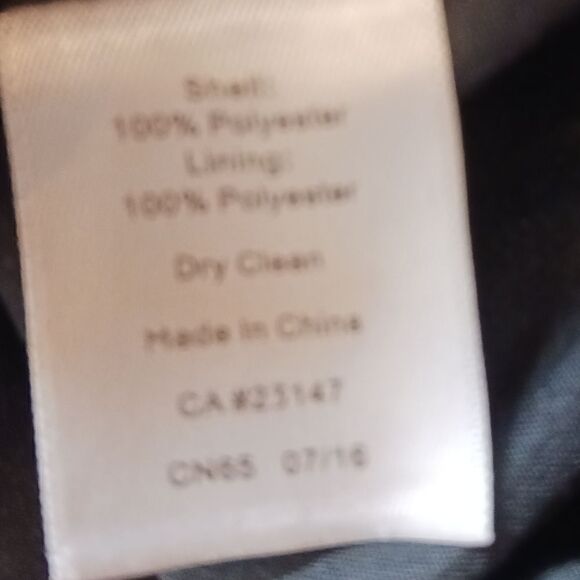 Shell:
100% Polyester
Lining:
100% Polyester
Dry Clean
Made In China
CA#23147
CN65 07/16